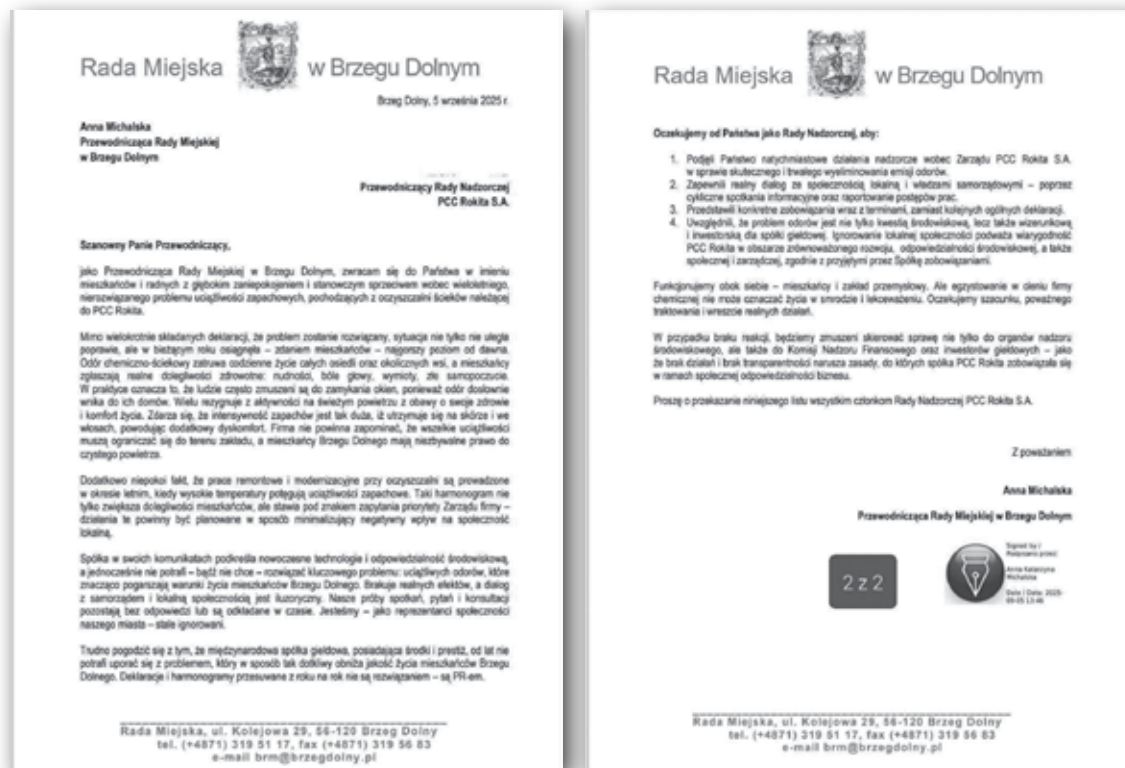 Rada Miejska w Brzegu Dolnym
Brzeg Dolny, 5 września 2025 r.
Anna Michalska
Przewodnicząca Rady Miejskiej
w Brzegu Dolnym
Przewodniczący Rady Nadzorczej
PCC Rokita S.A.
Szanowny Panie Przewodniczący,
jako Przewodnicząca Rady Miejskiej w Brzegu Dolnym, zwracam się do Państwa w imieniu
mieszkańców i radnych z głębokim zaniepokojeniem i stanowczym sprzeciwem wobec wieloletniego,
nierozwiązanego problemu uciążliwości zapachowych, pochodzących z oczyszczalni ścieków należącej
do PCC Rokita.
Mimo wielokrotnie składanych deklaracji, że problem zostanie rozwiązany, sytuacja nie tylko nie uległa
poprawie, ale w bieżącym roku osiągnęła – zdaniem mieszkańców – najgorszy poziom od dawna.
Odór chemiczno-ściekowy zatruwa codzienne życie całych osiedli oraz okolicznych wsi, a mieszkańcy
zgłaszają realne dolegliwości zdrowotne: nudności, bóle głowy, wymioty, złe samopoczucie.
W praktyce oznacza to, że ludzie często zmuszeni są do zamykania okien, ponieważ odór dosłownie
wnika do ich domów. Wielu rezygnuje z aktywności na świeżym powietrzu z obawy o swoje zdrowie
i komfort życia. Zdarza się, że intensywność zapachów jest tak duża, iż utrzymuje się na skórze i we
włosach, powodując dodatkowy dyskomfort. Firma nie powinna zapominać, że wszelkie uciążliwości
muszą ograniczać się do terenu zakładu, a mieszkańcy Brzegu Dolnego mają niezbywalne prawo do
czystego powietrza.
Dodatkowo niepokoi fakt, że prace remontowe i modernizacyjne przy oczyszczalni są prowadzone
w okresie letnim, kiedy wysokie temperatury potęgują uciążliwości zapachowe. Taki harmonogram nie
tylko zwiększa dolegliwości mieszkańców, ale stawia pod znakiem zapytania priorytety Zarządu firmy –
działania te powinny być planowane w sposób minimalizujący negatywny wpływ na społeczność
lokalną.
Spółka w swoich komunikatach podkreśla nowoczesne technologie i odpowiedzialność środowiskową,
a jednocześnie nie potrafi – bądź nie chce – rozwiązać kluczowego problemu: uciążliwych odorów, które
znacząco pogarszają warunki życia mieszkańców Brzegu Dolnego. Brakuje realnych efektów, a dialog
z samorządem i lokalną społecznością jest iluzoryczny. Nasze próby spotkań, pytań i konsultacji
pozostają bez odpowiedzi lub są odkładane w czasie. Jesteśmy – jako reprezentanci społeczności
naszego miasta – stale ignorowani.
Trudno pogodzić się z tym, że międzynarodowa spółka giełdowa, posiadająca środki i prestiż, od lat nie
potrafi uporać się z problemem, który w sposób tak dotkliwy obniża jakość życia mieszkańców Brzegu
Dolnego. Deklaracje i harmonogramy przesuwane z roku na rok nie są rozwiązaniem – są PR-em.
Rada Miejska, ul. Kolejowa 29, 56-120 Brzeg Dolny
tel. (+4871) 319 51 17, fax (+4871) 319 56 83
e-mail brm@brzegdolny.pl
Rada Miejska w Brzegu Dolnym
Oczekujemy od Państwa jako Rady Nadzorczej, aby:
1. Podjęli Państwo natychmiastowe działania nadzorcze wobec Zarządu PCC Rokita S.A.
w sprawie skutecznego i trwałego wyeliminowania emisji odorów.
2. Zapewnili realny dialog ze społecznością lokalną i władzami samorządowymi – poprzez
cykliczne spotkania informacyjne oraz raportowanie postępów prac.
3. Przedstawili konkretne zobowiązania wraz z terminami, zamiast kolejnych ogólnych deklaracji.
4. Uwzględnili, że problem odorów jest nie tylko kwestią środowiskową, lecz także wizerunkową
i inwestorską dla spółki giełdowej. Ignorowanie lokalnej społeczności podważa wiarygodność
PCC Rokita w obszarze zrównoważonego rozwoju, odpowiedzialności środowiskowej, a także
społecznej i zarządczej, zgodnie z przyjętymi przez Spółkę zobowiązaniami.
Funkcjonujemy obok siebie – mieszkańcy i zakład przemysłowy. Ale egzystowanie w cieniu firmy
chemicznej nie może oznaczać życia w smrodzie i lekceważeniu. Oczekujemy szacunku, poważnego
traktowania i wreszcie realnych działań.
W przypadku braku reakcji, będziemy zmuszeni skierować sprawę nie tylko do organów nadzoru
środowiskowego, ale także do Komisji Nadzoru Finansowego oraz inwestorów giełdowych – jako
że brak działań i brak transparentności narusza zasady, do których spółka PCC Rokita zobowiązała się
w ramach społecznej odpowiedzialności biznesu.
Proszę o przekazanie niniejszego listu wszystkim członkom Rady Nadzorczej PCC Rokita S.A.
Z poważaniem
Anna Michalska
Przewodnicząca Rady Miejskiej w Brzegu Dolnym
2 z 2
Signed by /
Podpisano przez:
Anna Katarzyna
Michalska
Date / Data: 2025-
09-05 13:46
Rada Miejska, ul. Kolejowa 29, 56-120 Brzeg Dolny
tel. (+4871) 319 51 17, fax (+4871) 319 56 83
e-mail brm@brzegdolny.pl